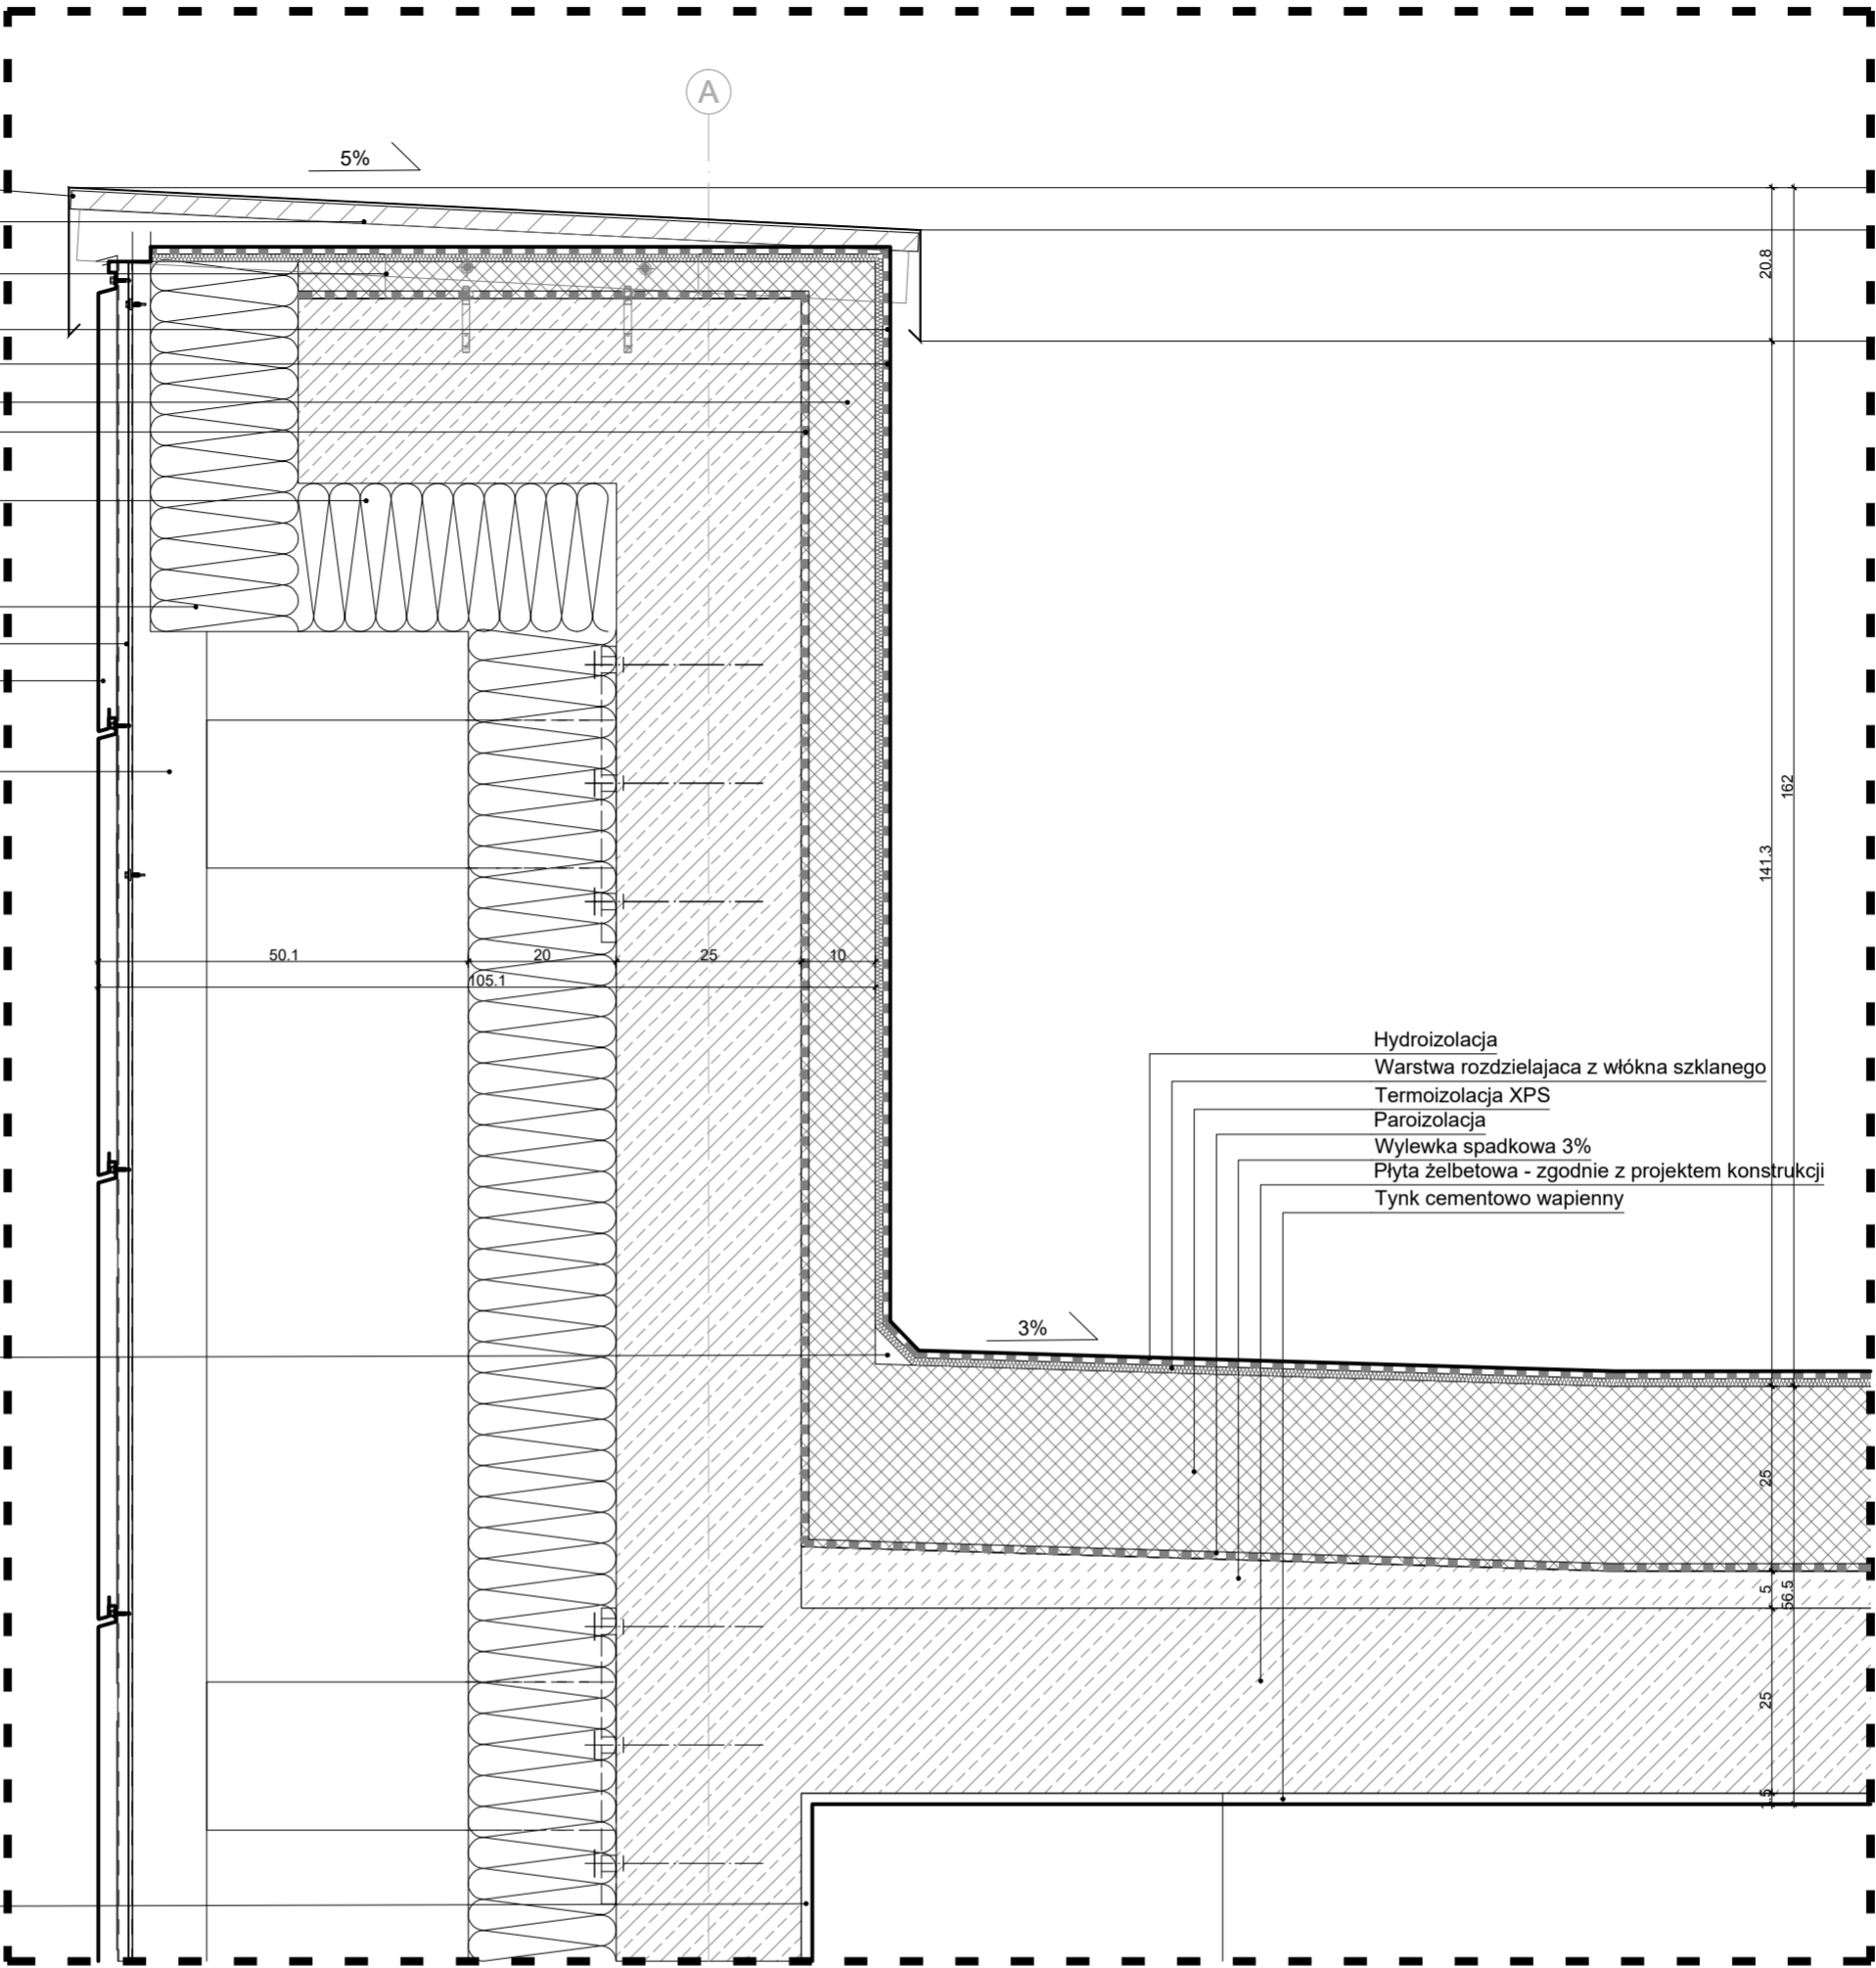 A
5%
20.8
162
141.3
50.1
20
25
10
105.1
Hydroizolacja
Warstwa rozdzielajaca z włókna szklanego
Termoizolacja XPS
Paroizolacja
Wylewka spadkowa 3%
Płyta żelbetowa - zgodnie z projektem konstrukcji
Tynk cementowo wapienny
3%
25
5
56.5
25